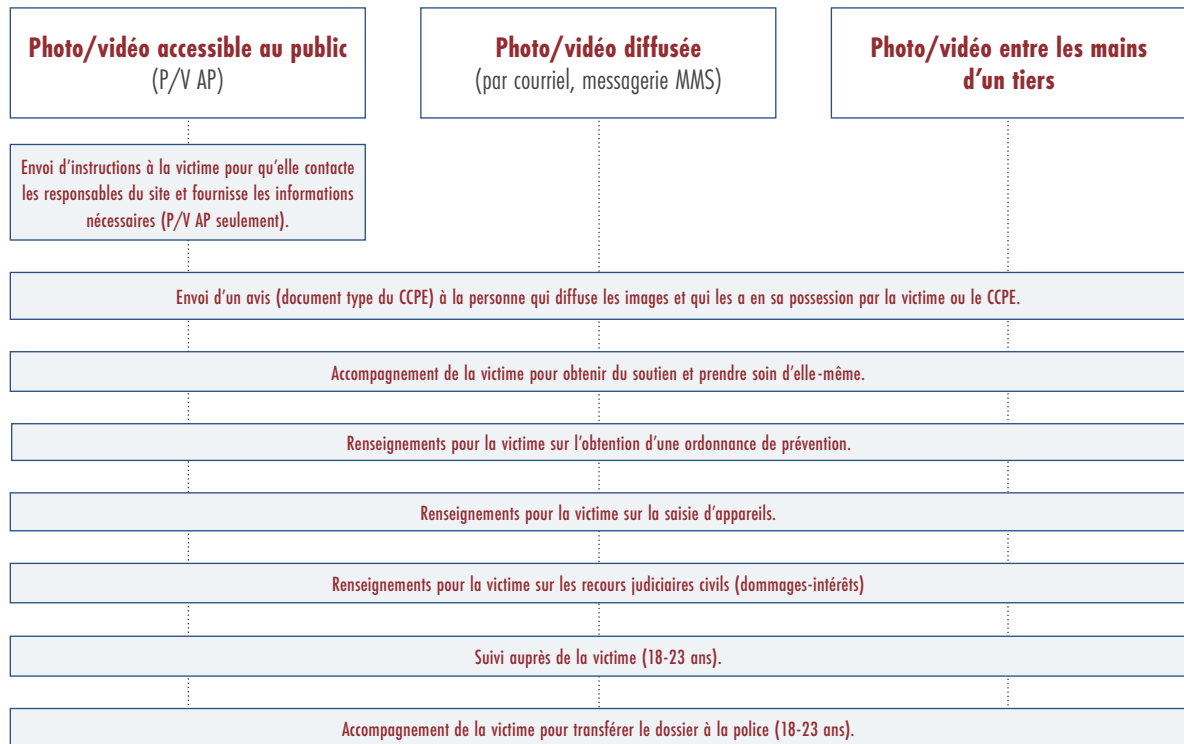 Photo/vidéo accessible au public
(P/V AP)
Photo/vidéo diffusée
(par courriel, messagerie MMS)
Photo/vidéo entre les mains
d'un tiers
Envoi d'instructions à la victime pour qu'elle contacte
les responsables du site et fournisse les informations
nécessaires (P/V AP seulement).
Envoi d'un avis (document type du CCPE) à la personne qui diffuse les images et qui les a en sa possession par la victime ou le CCPE.
Accompagnement de la victime pour obtenir du soutien et prendre soin d'elle-même.
Renseignements pour la victime sur l'obtention d'une ordonnance de prévention.
Renseignements pour la victime sur la saisie d'appareils.
Renseignements pour la victime sur les recours judiciaires civils (dommages-intérêts)
Suivi auprès de la victime (18-23 ans).
Accompagnement de la victime pour transférer le dossier à la police (18-23 ans).